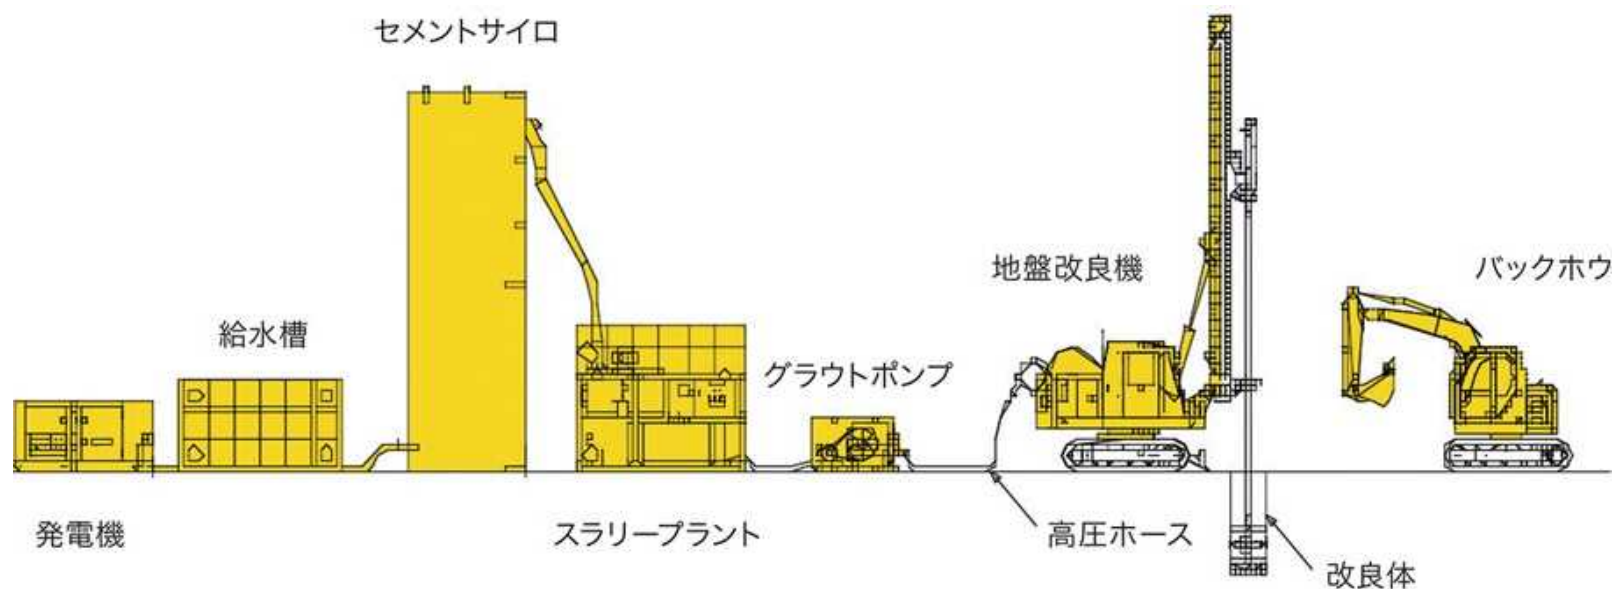 セメントサイロ
地盤改良機
バックホウ
給水槽
グラウトポンプ
発電機
スラリープラント
高圧ホース
改良体